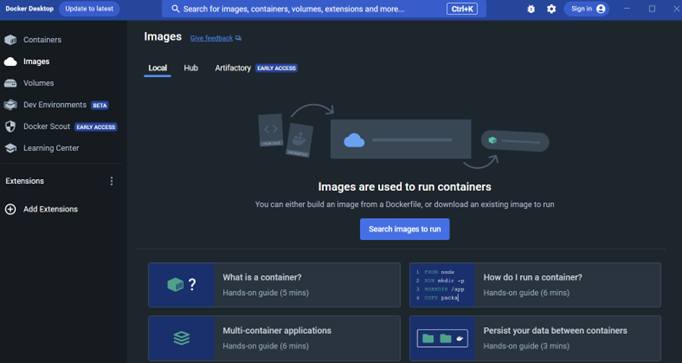 Docker Desktop
Update to latest
Search for images, containers, volumes, extensions and more...
Ctrl+K
Sign in
Containers
Images
Volumes
Dev Environments BETA
Docker Scout EARLY ACCESS
Learning Center
Extensions
Add Extensions
Images Give feedback
Local Hub Artifactory EARLY ACCESS
Images are used to run containers
You can either build an image from a Dockerfile, or download an existing image to run
Search images to run
?
What is a container?
Hands-on guide (5 mins)
1 FROM node
2 RUN mkdir -p
3 WORKDIR /app
4 COPY packa
How do I run a container?
Hands-on guide (6 mins)
Multi-container applications
Hands-on guide (6 mins)
Persist your data between containers
Hands-on guide (3 mins)